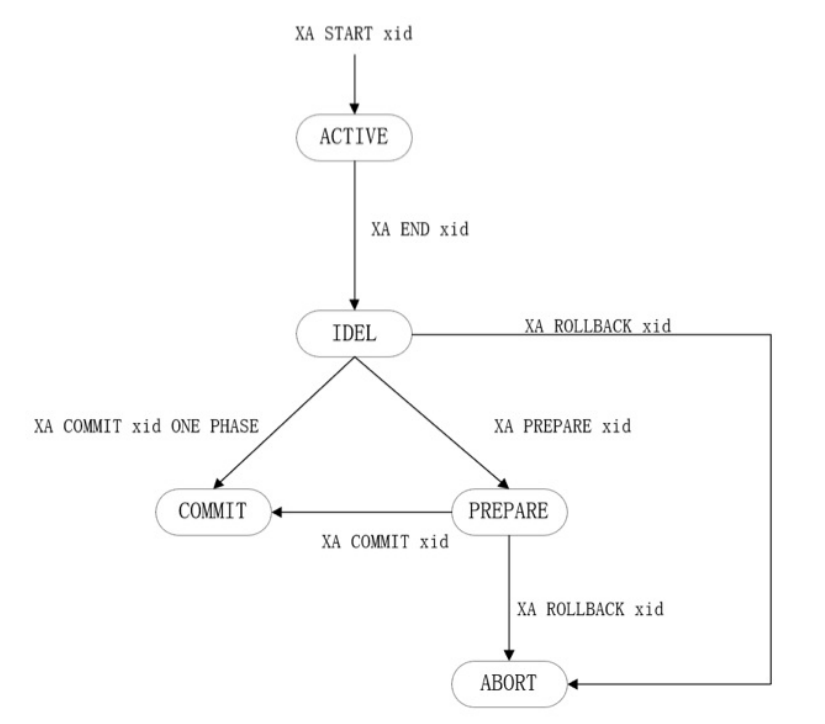 XA START xid
ACTIVE
XA END xid
IDEL
XA ROLLBACK xid
XA COMMIT xid ONE PHASE
XA PREPARE xid
COMMIT
PREPARE
XA COMMIT xid
XA ROLLBACK xid
ABORT